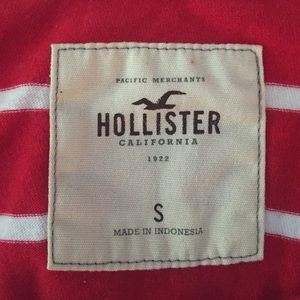 PACIFIC MERCHANTS
HOLLISTER
CALIFORNIA
1922
S
MADE IN INDONESIA